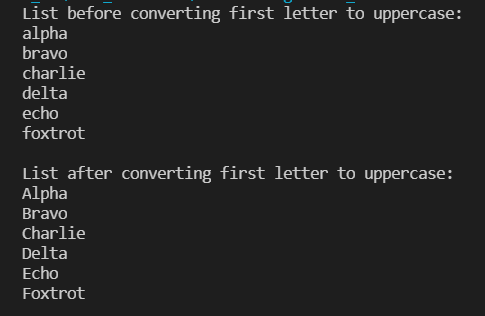 List before converting first letter to uppercase:
alpha
bravo
charlie
delta
echo
foxtrot

List after converting first letter to uppercase:
Alpha
Bravo
Charlie
Delta
Echo
Foxtrot